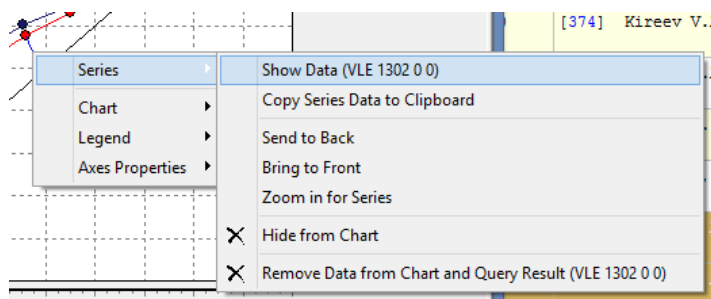 [374] Kireev V.
Series
Chart
Legend
Axes Properties
Show Data (VLE 1302 0 0)
Copy Series Data to Clipboard
Send to Back
Bring to Front
Zoom in for Series
Hide from Chart
Remove Data from Chart and Query Result (VLE 1302 0 0)